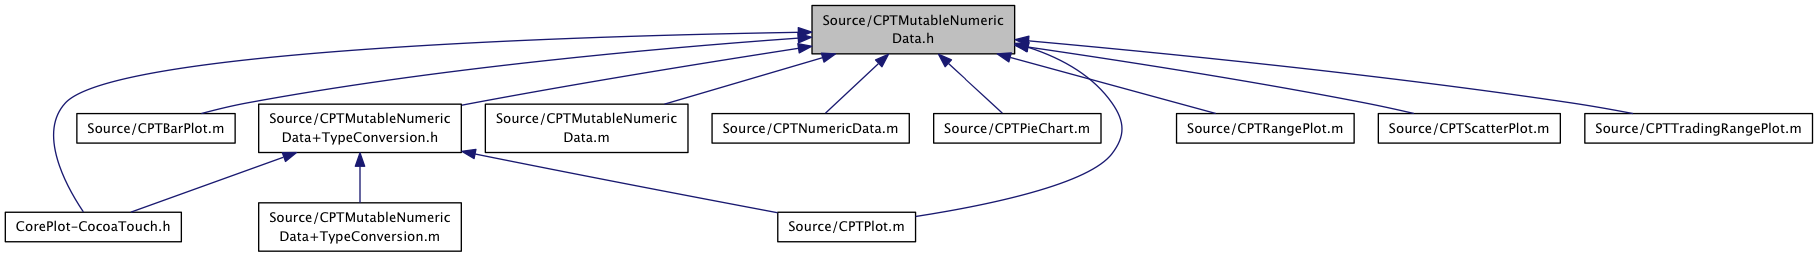 Source/CPTMutableNumeric
Data.h
Source/CPTBarPlot.m
Source/CPTMutableNumeric
Data+TypeConversion.h
Source/CPTMutableNumeric
Data.m
Source/CPTNumericData.m
Source/CPTPieChart.m
Source/CPTRangePlot.m
Source/CPTScatterPlot.m
Source/CPTTradingRangePlot.m
CorePlot-CocoaTouch.h
Source/CPTMutableNumeric
Data+TypeConversion.m
Source/CPTPlot.m